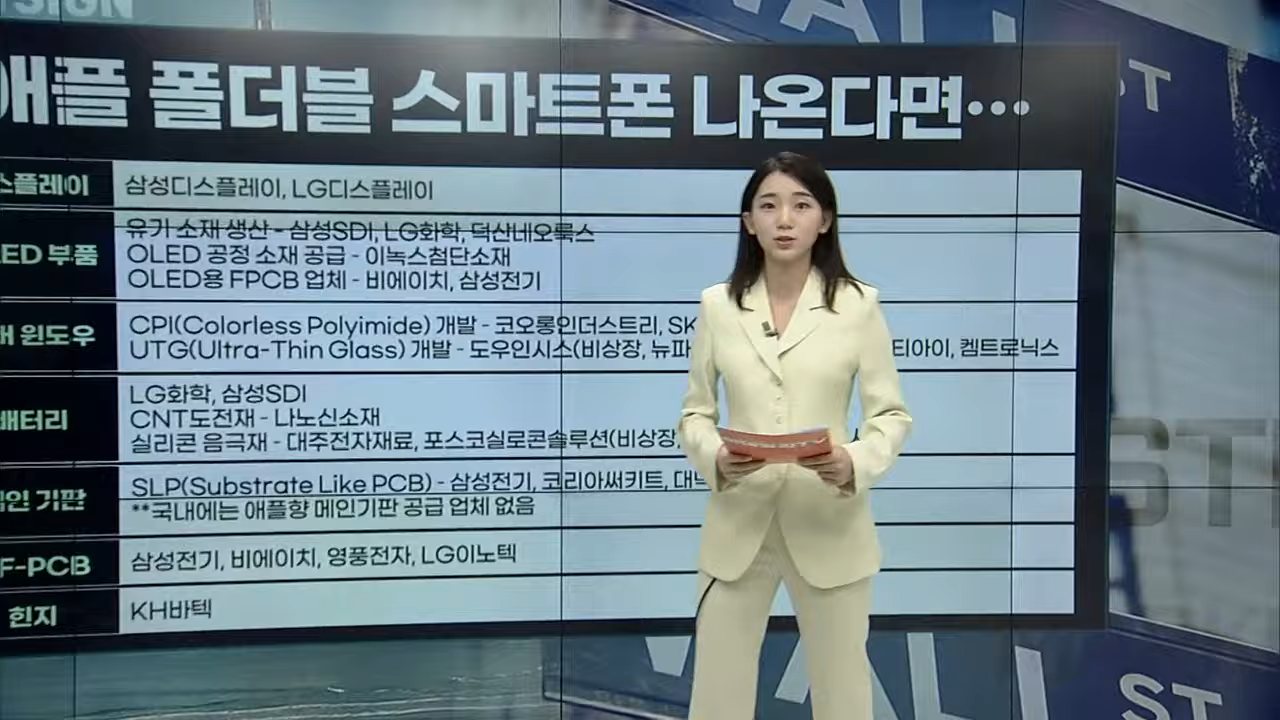 SIGN
WALL
ST
애플 폴더블 스마트폰 나온다면…
스플레이
삼성디스플레이, LG디스플레이
ED 부품
유기 소재 생산 - 삼성SDI, LG화학, 덕산네오룩스
OLED 공정 소재 공급 - 이녹스첨단소재
OLED용 FPCB 업체 - 비에이치, 삼성전기
윈도우
CPI(Colorless Polyimide) 개발 - 코오롱인더스트리, SK
UTG(Ultra-Thin Glass) 개발 - 도우인시스(비상장, 뉴파 티아이, 켐트로닉스
배터리
LG화학, 삼성SDI
CNT도전재 - 나노신소재
실리콘 음극재 - 대주전자재료, 포스코실로콘솔루션(비상장,
인 기판
SLP(Substrate Like PCB) - 삼성전기, 코리아써키트, 대덕
**국내에는 애플향 메인기판 공급 업체 없음
F-PCB
삼성전기, 비에이치, 영풍전자, LG이노텍
힌지
KH바텍
ST
WALL
ST